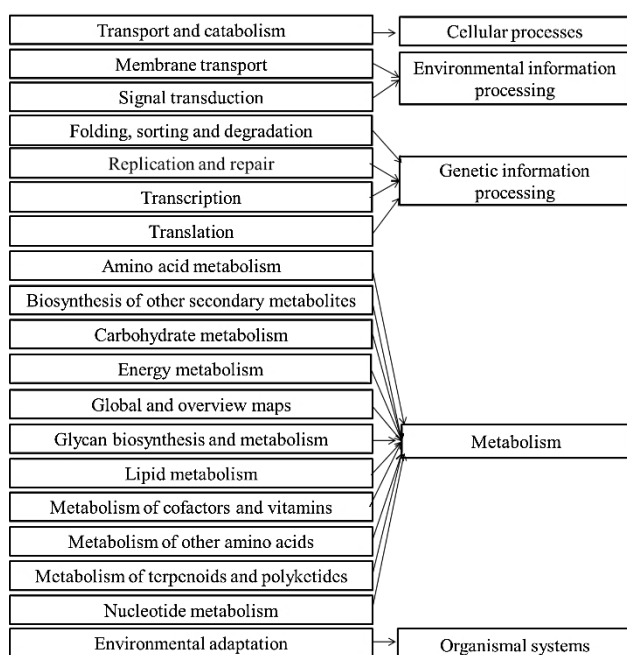 Transport and catabolism
Cellular processes
Membrane transport
Environmental information
processing
Signal transduction
Folding, sorting and degradation
Replication and repair
Genetic information
processing
Transcription
Translation
Amino acid metabolism
Biosynthesis of other secondary metabolites
Carbohydrate metabolism
Energy metabolism
Global and overview maps
Glycan biosynthesis and metabolism
Metabolism
Lipid metabolism
Metabolism of cofactors and vitamins
Metabolism of other amino acids
Metabolism of terpenoids and polyketides
Nucleotide metabolism
Environmental adaptation
Organismal systems